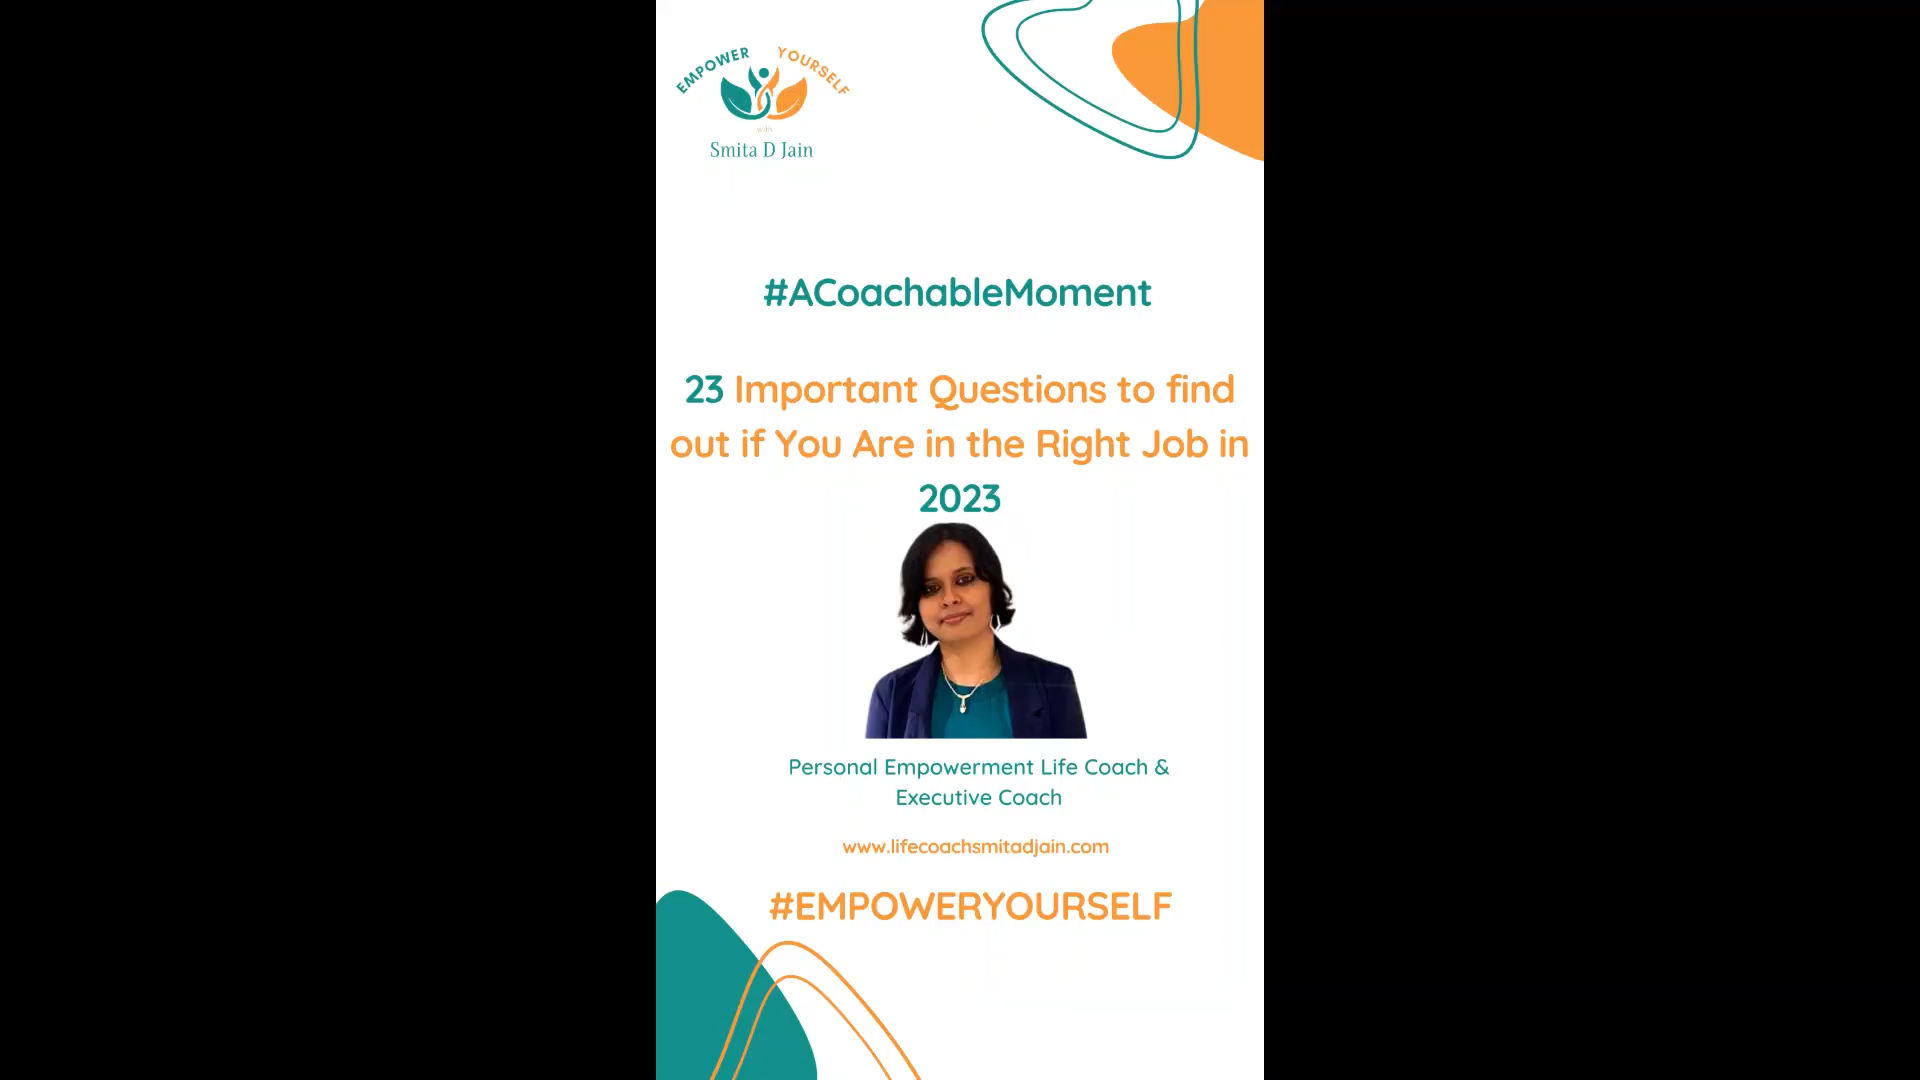 EMPOWER YOURSELF
with
Smita D Jain
#ACoachableMoment
23 Important Questions to find
out if You Are in the Right Job in
2023
Personal Empowerment Life Coach &
Executive Coach
www.lifecoachsmitadjain.com
#EMPOWERYOURSELF